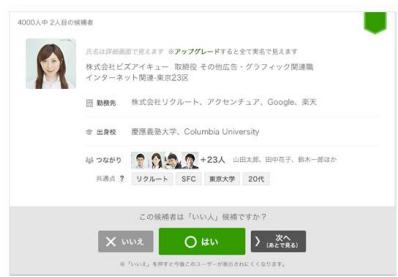 4000人中 2人目の候補者
氏名は詳細画面で見えます ※アップグレードすると全て実名で見えます
株式会社ビズアイキュー 取締役 その他広告・グラフィック関連職
インターネット関連-東京23区
勤務先 株式会社リクルート、アクセンチュア、Google、楽天
出身校 慶應義塾大学、Columbia University
つながり +23人 山田太郎、田中花子、鈴木一郎ほか
共通点 ? リクルート SFC 東京大学 20代
この候補者は「いい人」候補ですか？
いいえ はい 次へ
(あとで見る)
※「いいえ」を押すと今後このユーザーが表示されにくくなります。